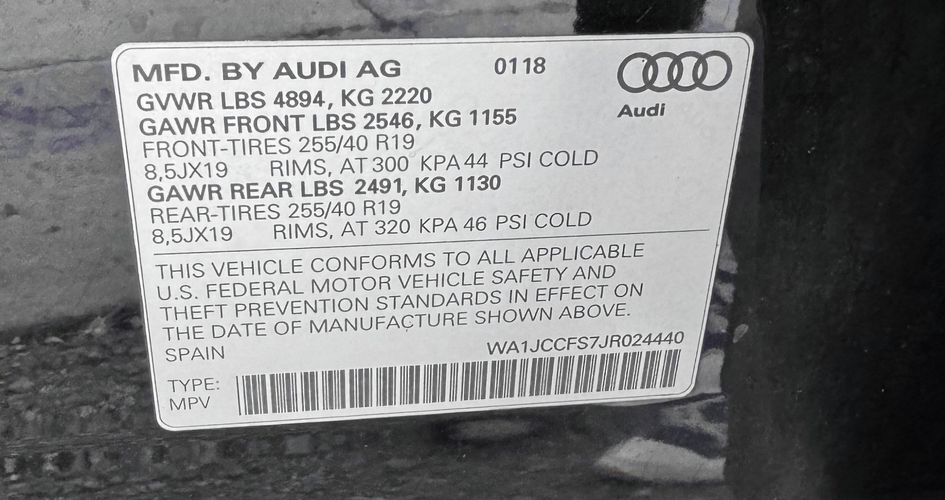 MFD. BY AUDI AG 0118
Audi
GVWR LBS 4894, KG 2220
GAWR FRONT LBS 2546, KG 1155
FRONT-TIRES 255/40 R19
8,5JX19 RIMS, AT 300 KPA 44 PSI COLD
GAWR REAR LBS 2491, KG 1130
REAR-TIRES 255/40 R19
8,5JX19 RIMS, AT 320 KPA 46 PSI COLD
THIS VEHICLE CONFORMS TO ALL APPLICABLE
U.S. FEDERAL MOTOR VEHICLE SAFETY AND
THEFT PREVENTION STANDARDS IN EFFECT ON
THE DATE OF MANUFACTURE SHOWN ABOVE.
SPAIN WA1JCCFS7JR024440
TYPE:
MPV